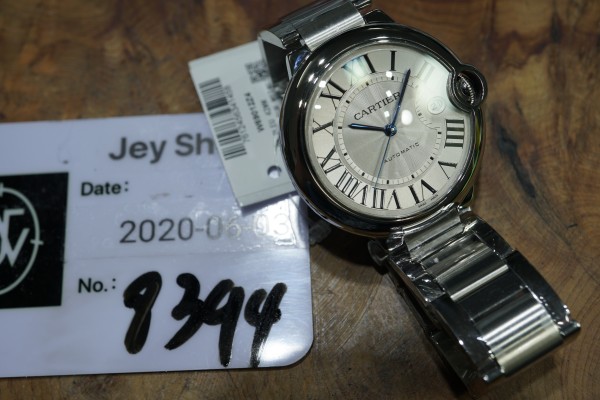 Jey Sh
Date:
2020-06-03
No.:
9394
CARTIER
AUTOMATIC